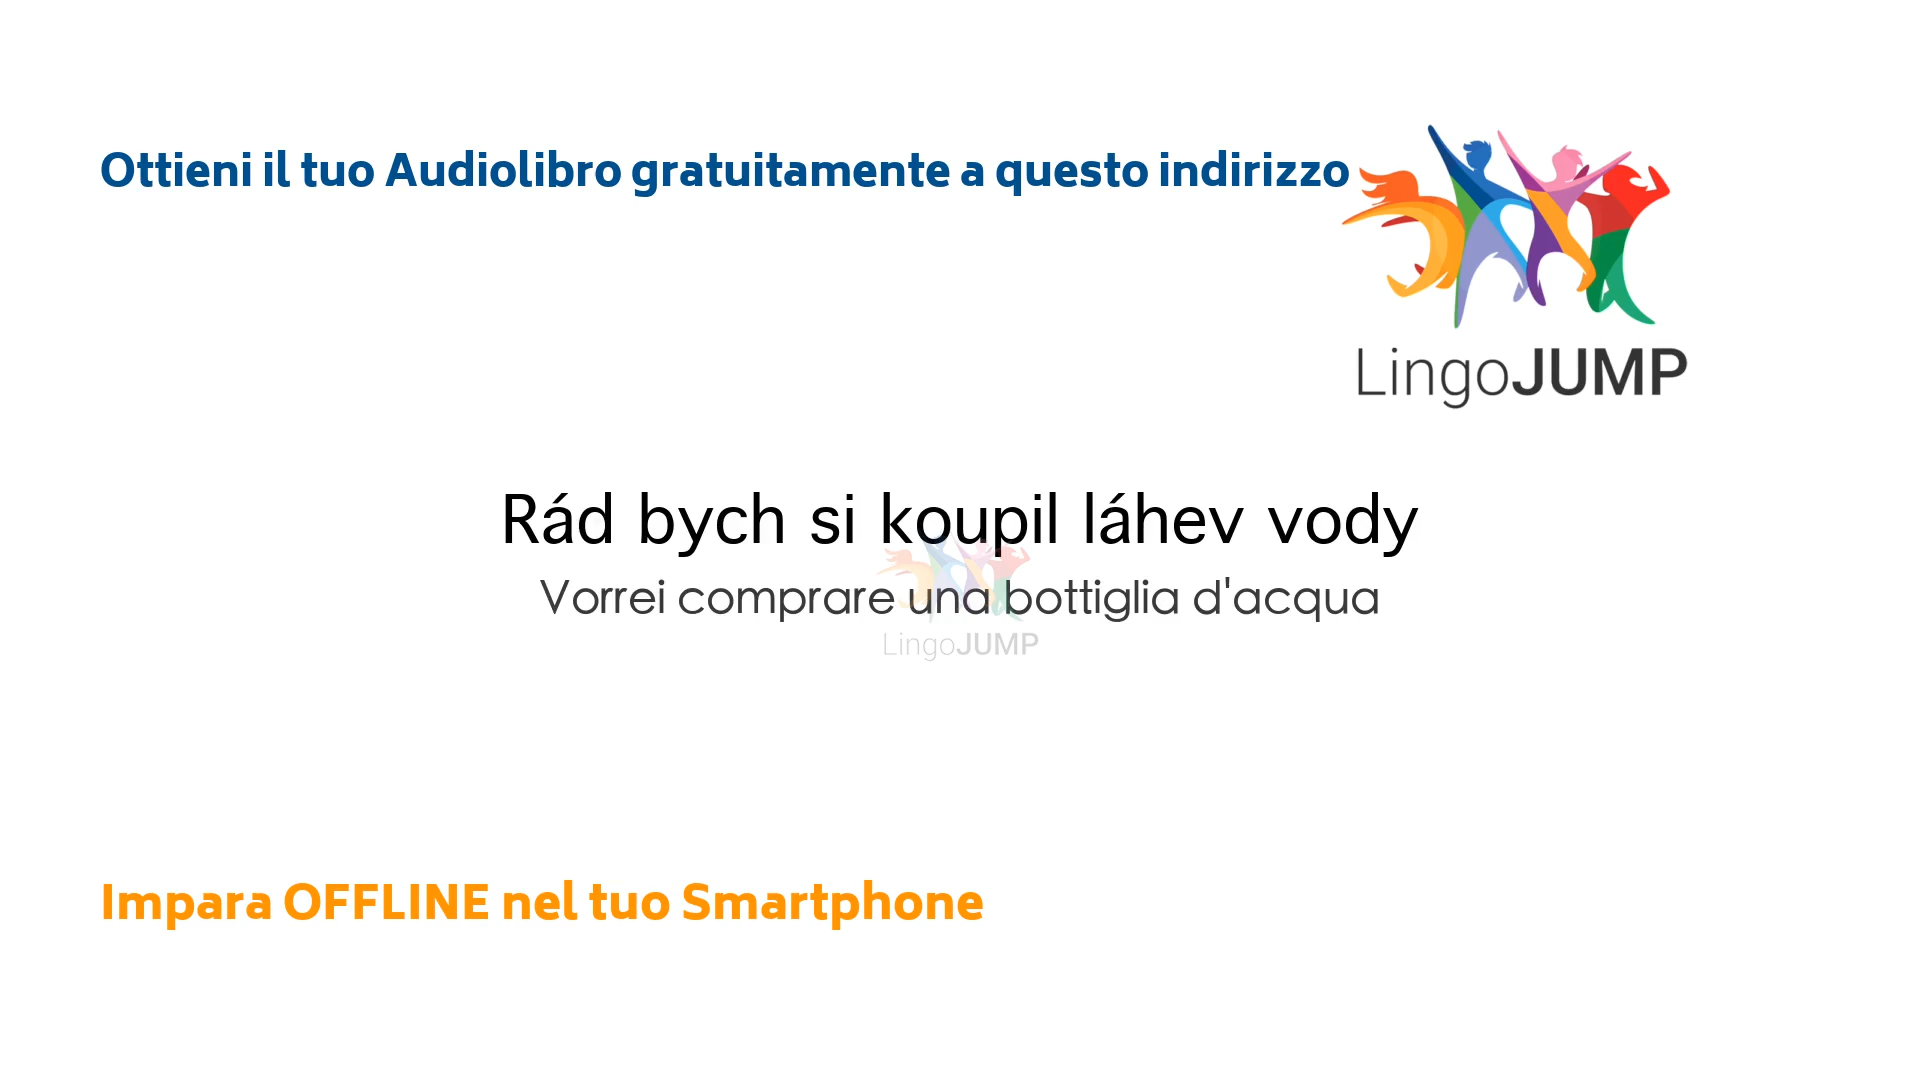 Ottieni il tuo Audiolibro gratuitamente a questo indirizzo
LingoJUMP
Rád bych si koupil láhev vody
Vorrei comprare una bottiglia d'acqua
LingoJUMP
Impara OFFLINE nel tuo Smartphone